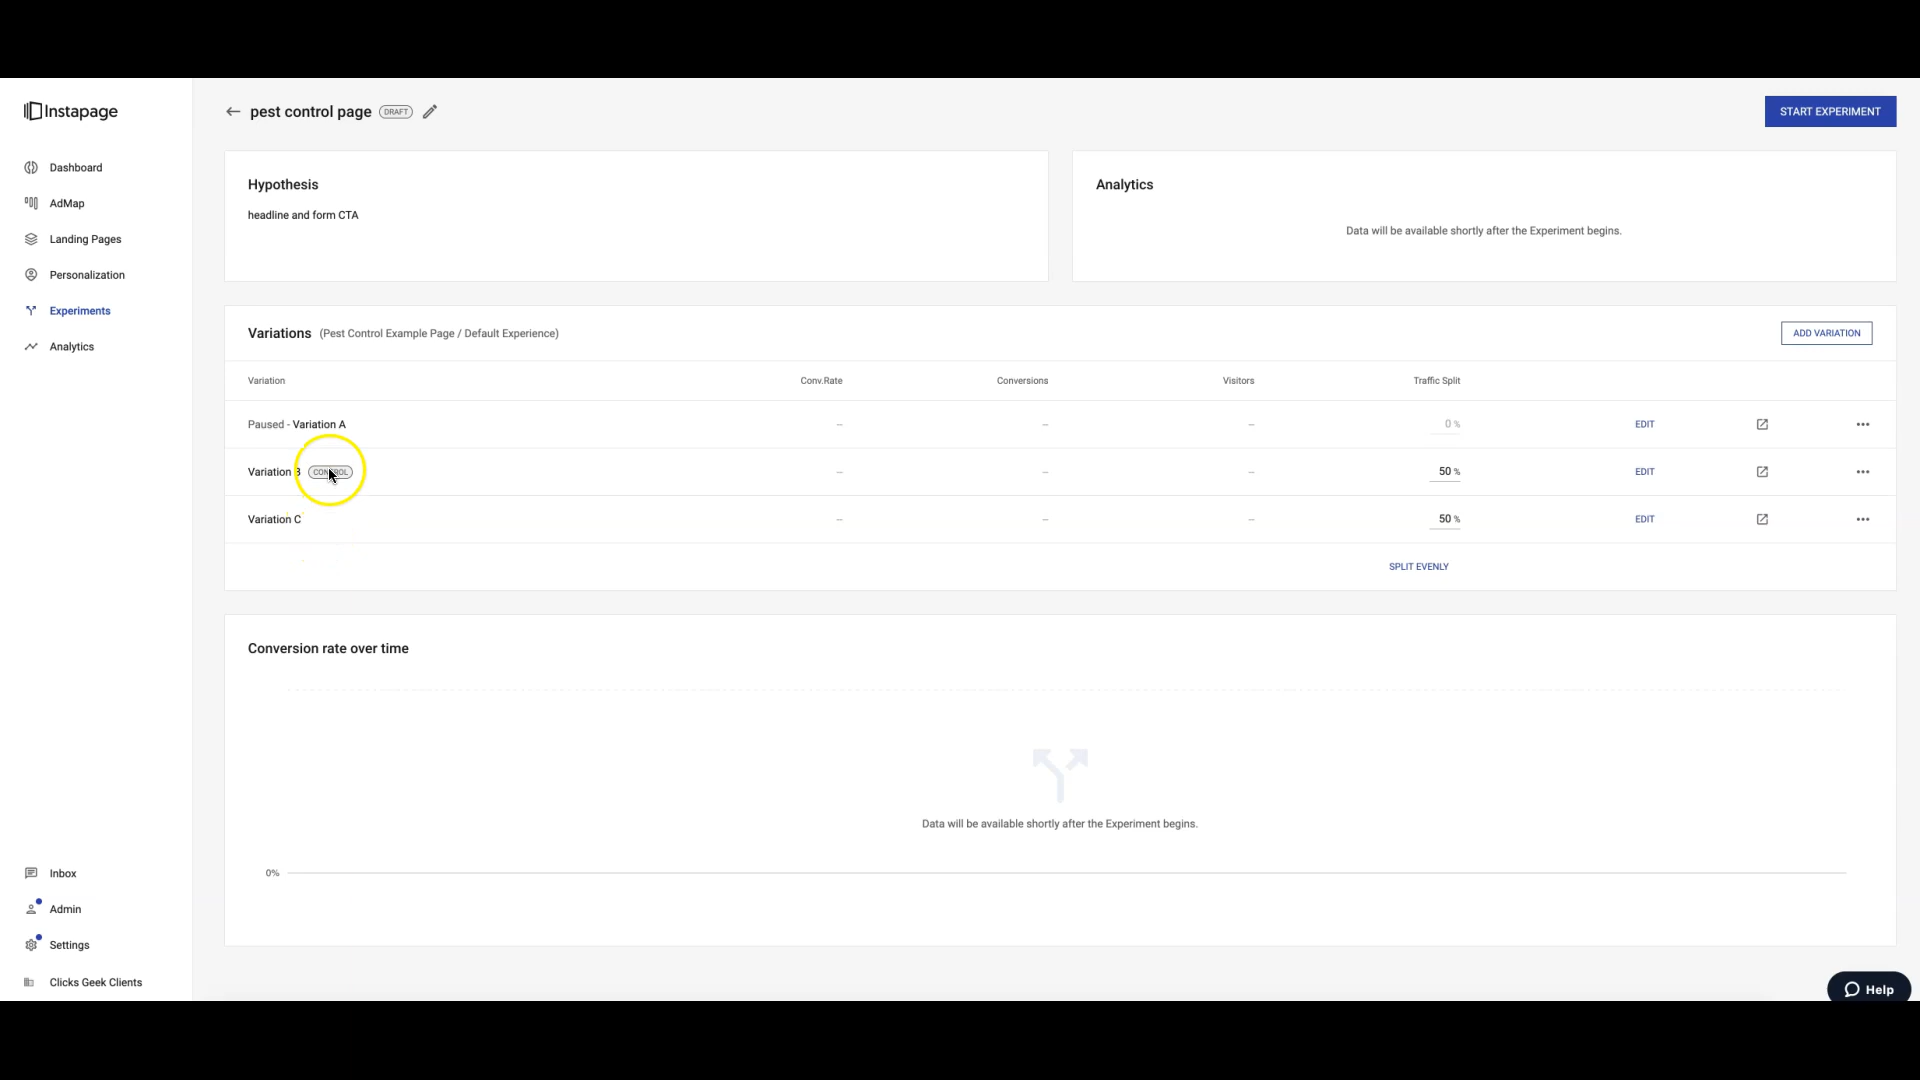 Instapage
pest control page DRAFT
START EXPERIMENT
Dashboard
AdMap
Landing Pages
Personalization
Experiments
Analytics
Hypothesis
headline and form CTA
Analytics
Data will be available shortly after the Experiment begins.
Variations (Pest Control Example Page / Default Experience)
ADD VARIATION
Variation Conv.Rate Conversions Visitors Traffic Split
Paused - Variation A -- -- -- 0 % EDIT
Variation B CONTROL -- -- -- 50 % EDIT
Variation C -- -- -- 50 % EDIT
SPLIT EVENLY
Conversion rate over time
Data will be available shortly after the Experiment begins.
0%
Inbox
Admin
Settings
Clicks Geek Clients
Help